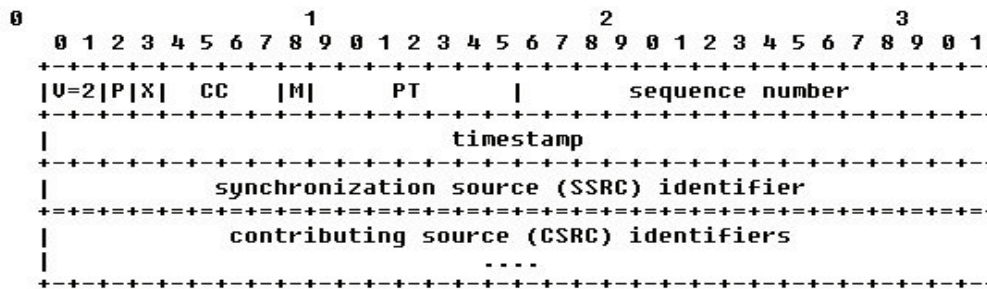 0                   1                   2                   3
0 1 2 3 4 5 6 7 8 9 0 1 2 3 4 5 6 7 8 9 0 1 2 3 4 5 6 7 8 9 0 1
+-+-+-+-+-+-+-+-+-+-+-+-+-+-+-+-+-+-+-+-+-+-+-+-+-+-+-+-+-+-+-+-
|V=2|P|X|  CC   |M|     PT      |       sequence number
+-+-+-+-+-+-+-+-+-+-+-+-+-+-+-+-+-+-+-+-+-+-+-+-+-+-+-+-+-+-+-+-
|                           timestamp
+-+-+-+-+-+-+-+-+-+-+-+-+-+-+-+-+-+-+-+-+-+-+-+-+-+-+-+-+-+-+-+-
|           synchronization source (SSRC) identifier
+=+=+=+=+=+=+=+=+=+=+=+=+=+=+=+=+=+=+=+=+=+=+=+=+=+=+=+=+=+=+=+=
|            contributing source (CSRC) identifiers
|                             ....
+-+-+-+-+-+-+-+-+-+-+-+-+-+-+-+-+-+-+-+-+-+-+-+-+-+-+-+-+-+-+-+-